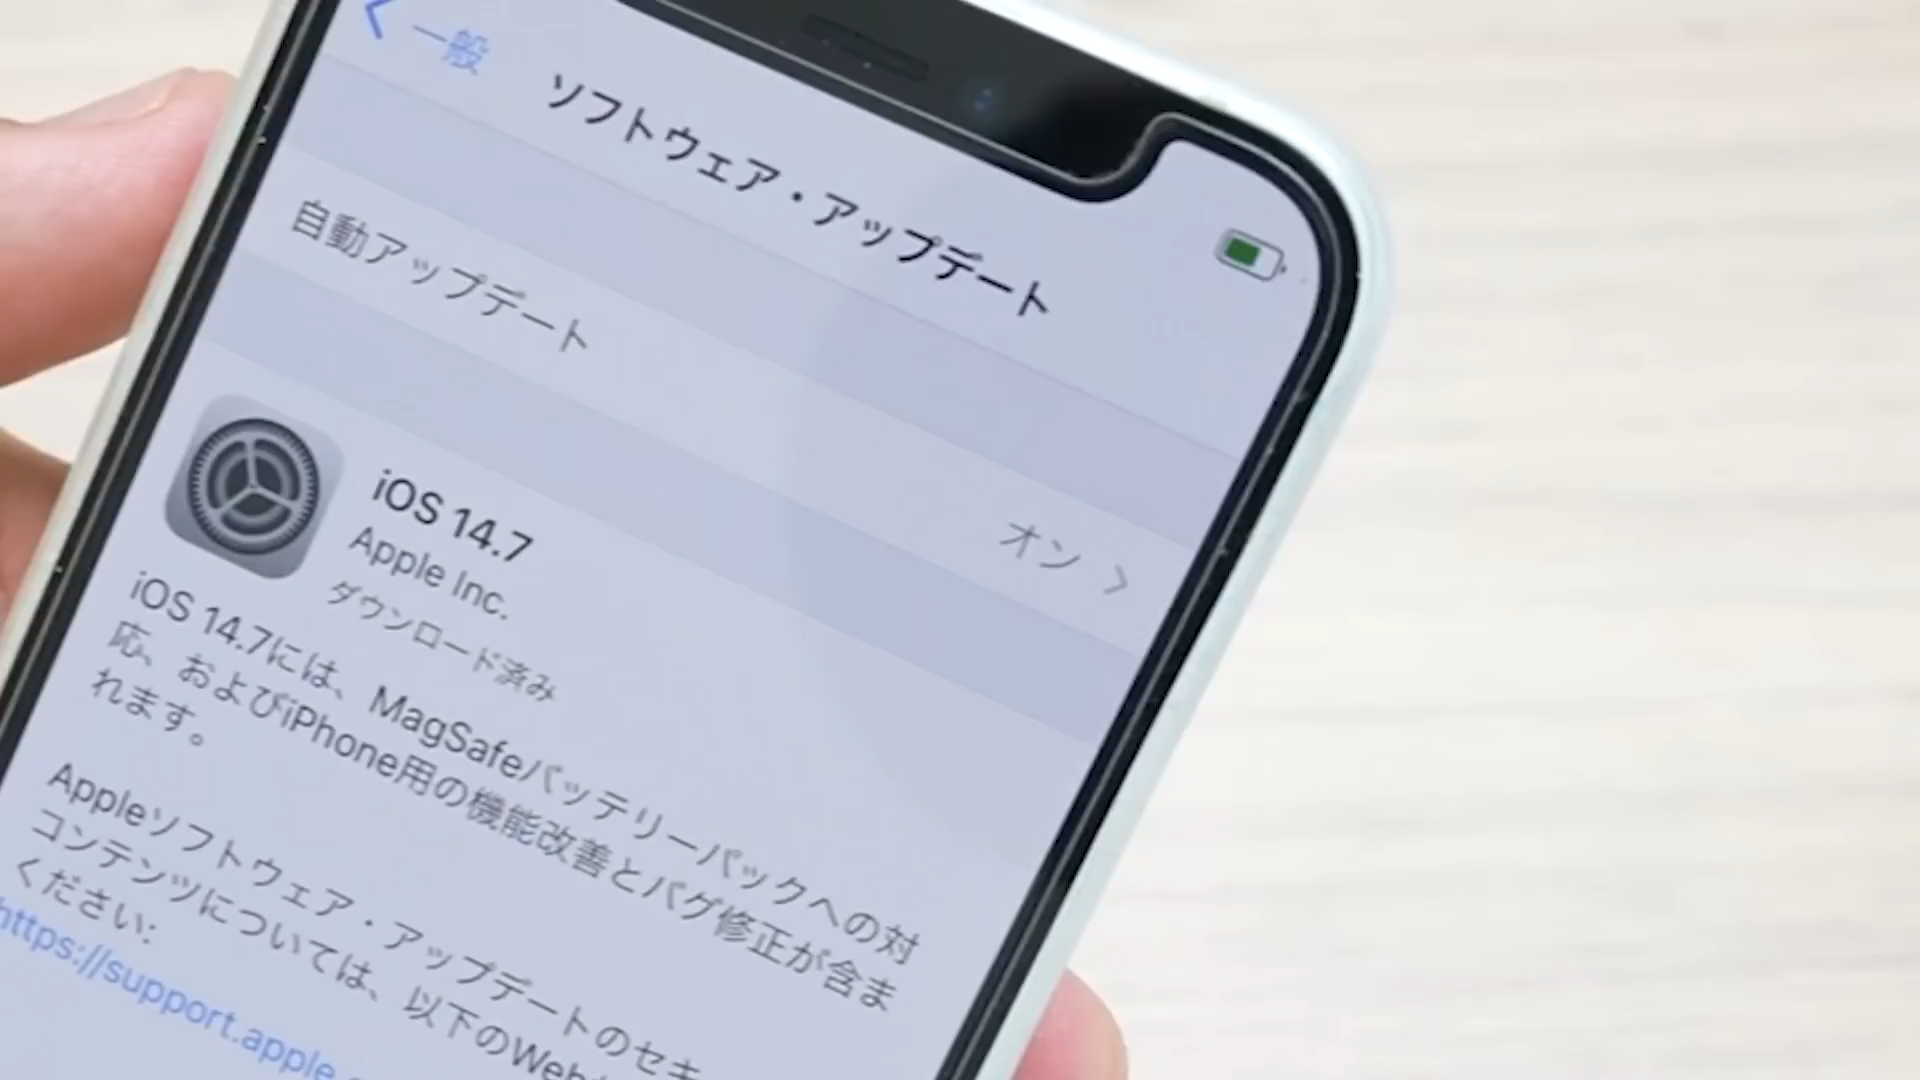 一般
ソフトウェア・アップデート
自動アップデート
オン
iOS 14.7
Apple Inc.
ダウンロード済み
iOS 14.7には、MagSafeバッテリーパックへの対
応、およびiPhone用の機能改善とバグ修正が含ま
れます。
Appleソフトウェア・アップデートのセキ
コンテンツについては、以下のWeb
ください:
https://support.apple.